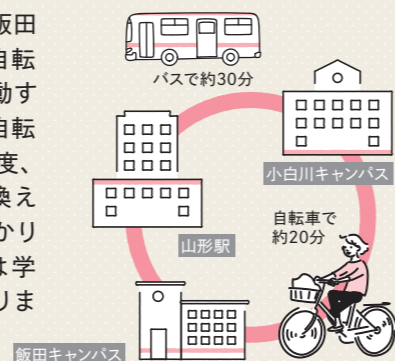 飯田
自転
動す
自転
度、
換え
かり
は学
りま
バスで約30分
小白川キャンパス
山形駅
自転車で
約20分
飯田キャンパス